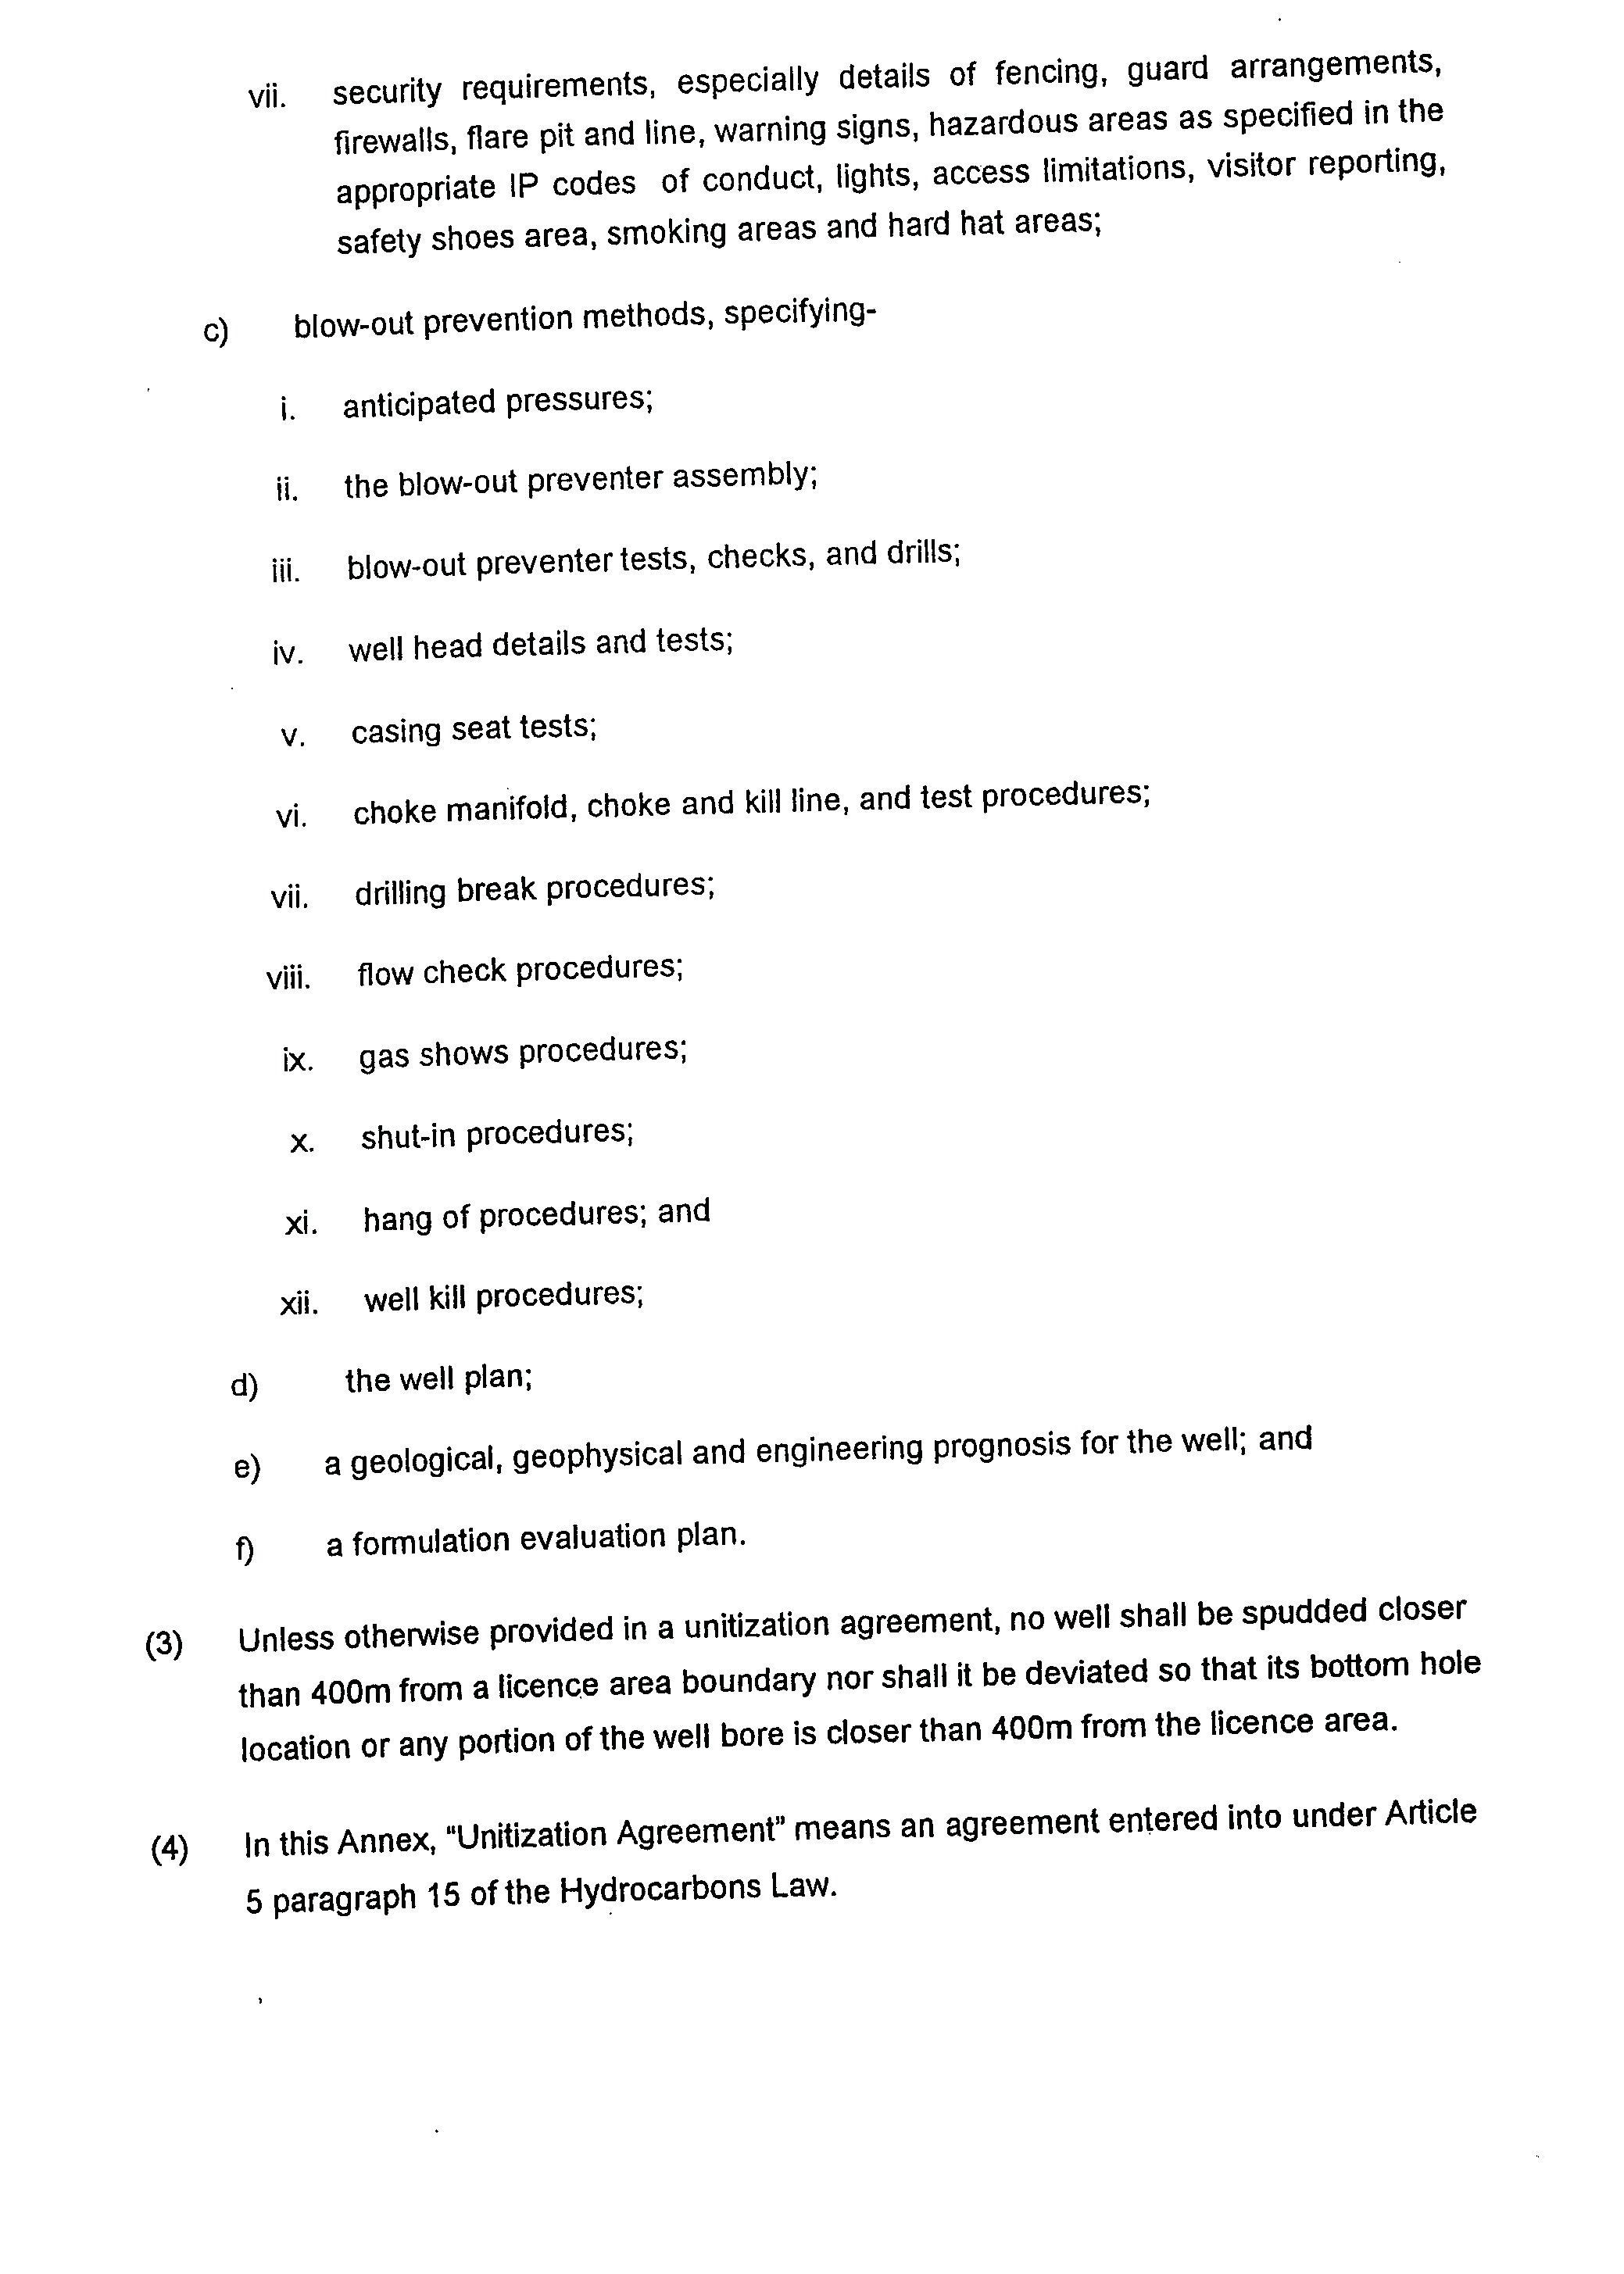 vii. security requirements, especially details of fencing, guard arrangements,
firewalls, flare pit and line, warning signs, hazardous areas as specified in the
appropriate IP codes of conduct, lights, access limitations, visitor reporting,
safety shoes area, smoking areas and hard hat areas;
c) blow-out prevention methods, specifying-
i. anticipated pressures;
ii. the blow-out preventer assembly;
iii. blow-out preventer tests, checks, and drills;
iv. well head details and tests;
v. casing seat tests;
vi. choke manifold, choke and kill line, and test procedures;
vii. drilling break procedures;
viii. flow check procedures;
ix. gas shows procedures;
x. shut-in procedures;
xi. hang of procedures; and
xii. well kill procedures;
d) the well plan;
e) a geological, geophysical and engineering prognosis for the well; and
f) a formulation evaluation plan.
(3) Unless otherwise provided in a unitization agreement, no well shall be spudded closer
than 400m from a licence area boundary nor shall it be deviated so that its bottom hole
location or any portion of the well bore is closer than 400m from the licence area.
(4) In this Annex, "Unitization Agreement" means an agreement entered into under Article
5 paragraph 15 of the Hydrocarbons Law.